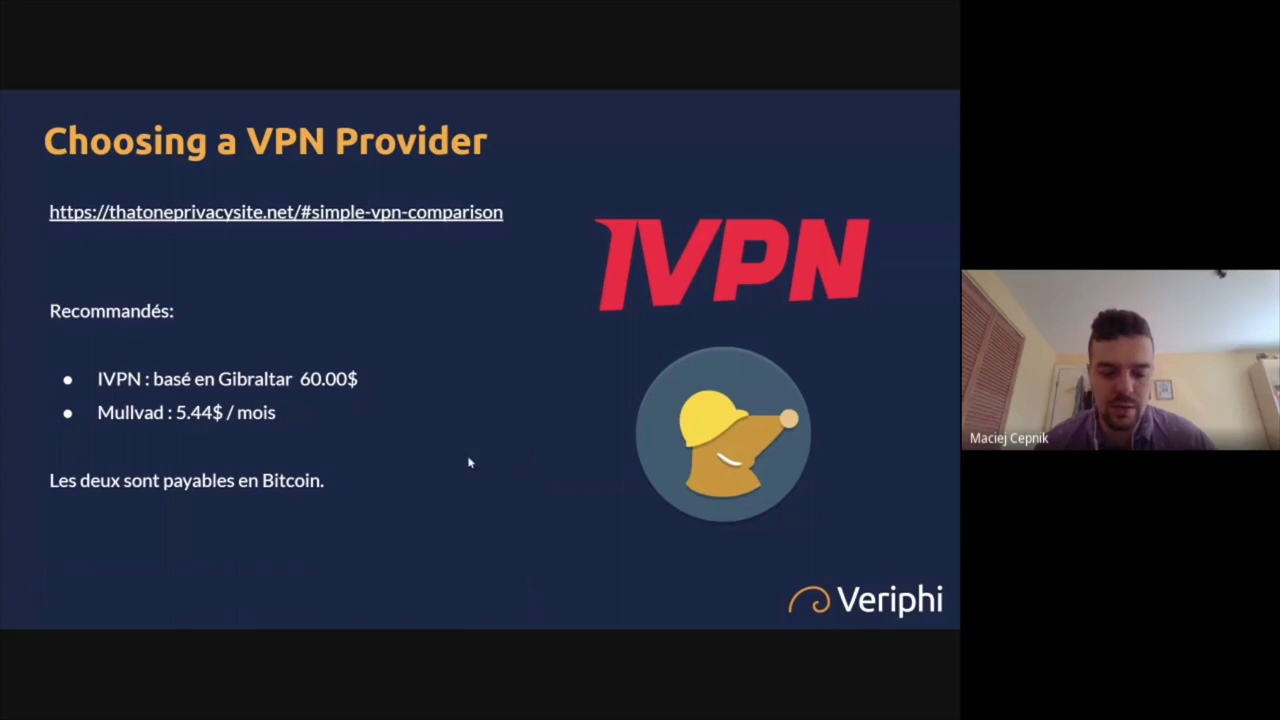 Choosing a VPN Provider
https://thatoneprivacysite.net/#simple-vpn-comparison
IVPN
Recommandés:
● IVPN : basé en Gibraltar 60.00$
● Mullvad : 5.44$ / mois
Les deux sont payables en Bitcoin.
Veriphi
Maciej Cepnik